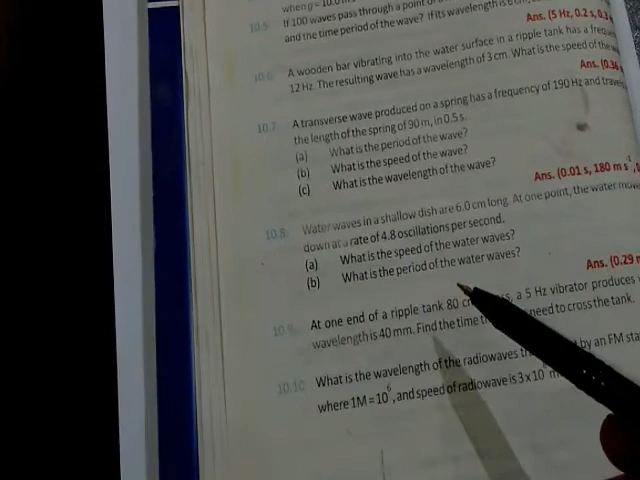 when y = 10.0
10.5 If 100 waves pass through a point of
and the time period of the wave? If its wavelength is 6 cm,
Ans. (5 Hz, 0.2 s, 0.3
10.6 A wooden bar vibrating into the water surface in a ripple tank has a
12 Hz. The resulting wave has a wavelength of 3 cm. What is the speed of the
Ans. (0.36
10.7 A transverse wave produced on a spring has a frequency of 190 Hz and
the length of the spring of 90 m, in 0.5 s.
(a) What is the period of the wave?
(b) What is the speed of the wave?
(c) What is the wavelength of the wave?
Ans. (0.01 s, 180 m s⁻¹,
10.8 Water waves in a shallow dish are 6.0 cm long. At one point, the water
down at a rate of 4.8 oscillations per second.
(a) What is the speed of the water waves?
(b) What is the period of the water waves?
Ans. (0.29
10.9 At one end of a ripple tank 80 a 5 Hz vibrator produces
wavelength is 40 mm. Find the time need to cross the tank.
10.10 What is the wavelength of the radiowaves by an FM
where 1M = 10⁶, and speed of radiowave is 3 x 10